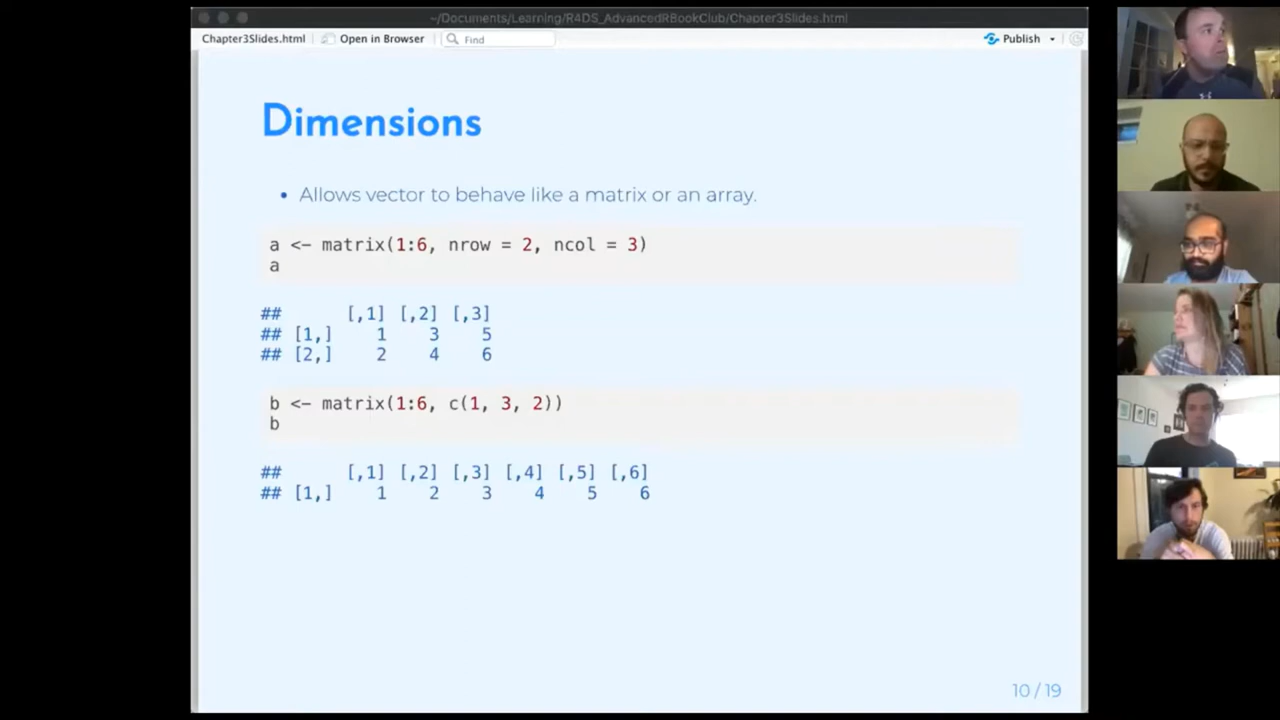 ~/Documents/Learning/R4DS_AdvancedRBookClub/Chapter3Slides.html
Chapter3Slides.html Open in Browser Find Publish
Dimensions
• Allows vector to behave like a matrix or an array.
a <- matrix(1:6, nrow = 2, ncol = 3)
a
## [,1] [,2] [,3]
## [1,] 1 3 5
## [2,] 2 4 6
b <- matrix(1:6, c(1, 3, 2))
b
## [,1] [,2] [,3] [,4] [,5] [,6]
## [1,] 1 2 3 4 5 6
10 / 19